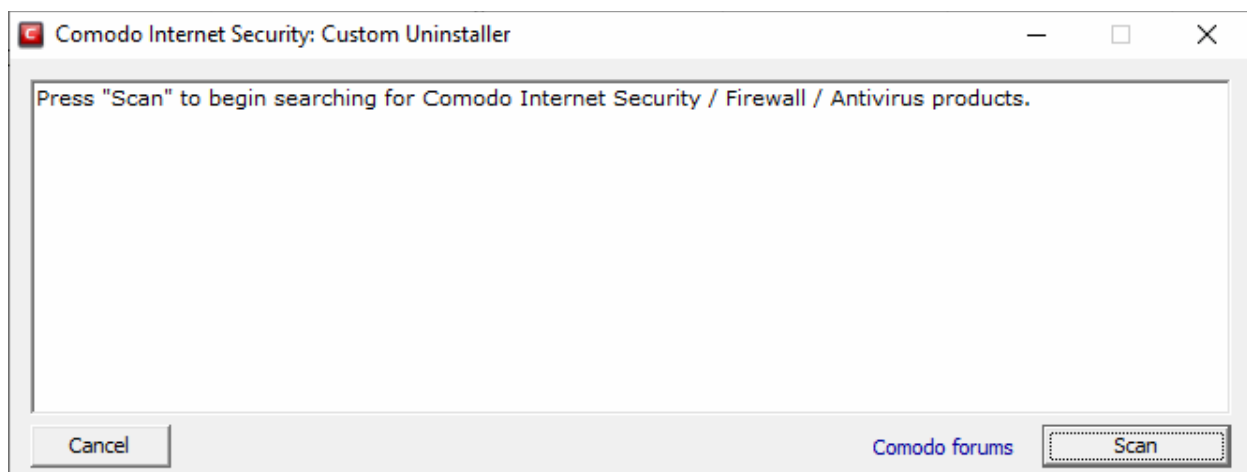 Comodo Internet Security: Custom Uninstaller
Press "Scan" to begin searching for Comodo Internet Security / Firewall / Antivirus products.
Cancel
Comodo forums
Scan